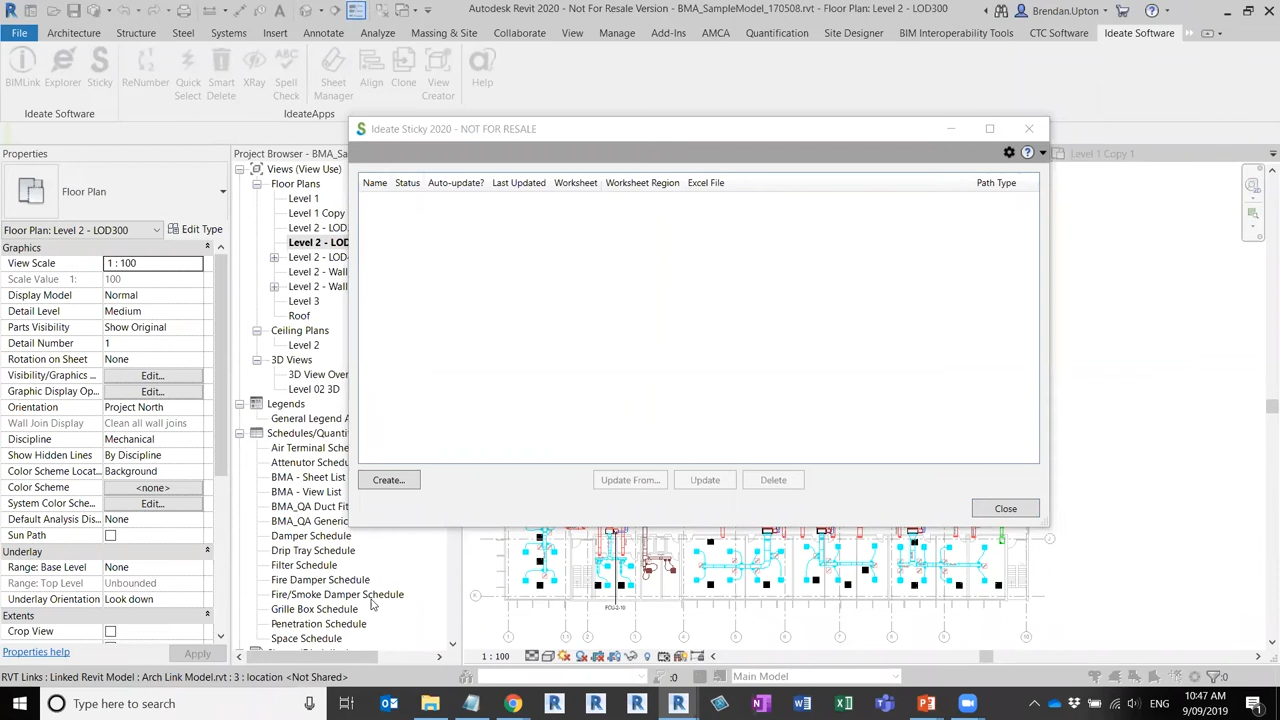 Autodesk Revit 2020 - Not For Resale Version - BMA_SampleModel_170508.rvt - Floor Plan: Level 2 - LOD300
Brendan.Upton
File
Architecture
Structure
Steel
Systems
Insert
Annotate
Analyze
Massing & Site
Collaborate
View
Manage
Add-Ins
AMCA
Quantification
Site Designer
BIM Interoperability Tools
CTC Software
Ideate Software
BIMLink
Explorer
Sticky
ReNumber
Quick Select
Smart Delete
XRay
Spell Check
Sheet Manager
Align
Clone
View Creator
Help
Ideate Software
IdeateApps
Properties
Floor Plan
Floor Plan: Level 2 - LOD300
Edit Type
Graphics
View Scale 1 : 100
Scale Value 1: 100
Display Model Normal
Detail Level Medium
Parts Visibility Show Original
Detail Number 1
Rotation on Sheet None
Visibility/Graphics ... Edit...
Graphic Display Op... Edit...
Orientation Project North
Wall Join Display Clean all wall joins
Discipline Mechanical
Show Hidden Lines By Discipline
Color Scheme Locat... Background
Color Scheme <none>
System Color Sche... Edit...
Default Analysis Dis... None
Sun Path
Underlay
Range: Base Level None
Range: Top Level Unbounded
Underlay Orientation Look down
Extents
Crop View
Properties help
Apply
Project Browser - BMA_Sa
Views (View Use)
Floor Plans
Level 1
Level 1 Copy
Level 2 - LOD
Level 2 - LOD
Level 2 - LOD
Level 2 - Wall
Level 2 - Wall
Level 3
Roof
Ceiling Plans
Level 2
3D Views
3D View Over
Level 02 3D
Legends
General Legend A
Schedules/Quanti
Air Terminal Sche
Attenutor Schedu
BMA - Sheet List
BMA - View List
BMA_QA Duct Fit
BMA_QA Generic
Damper Schedule
Drip Tray Schedule
Filter Schedule
Fire Damper Schedule
Fire/Smoke Damper Schedule
Grille Box Schedule
Penetration Schedule
Space Schedule
Ideate Sticky 2020 - NOT FOR RESALE
Name
Status
Auto-update?
Last Updated
Worksheet
Worksheet Region
Excel File
Path Type
Create...
Update From...
Update
Delete
Close
Level 1 Copy 1
FCU-2-10
1 : 100
:0
Main Model
:0
RVT Links : Linked Revit Model : Arch Link Model.rvt : 3 : location <Not Shared>
Type here to search
ENG
10:47 AM
9/09/2019